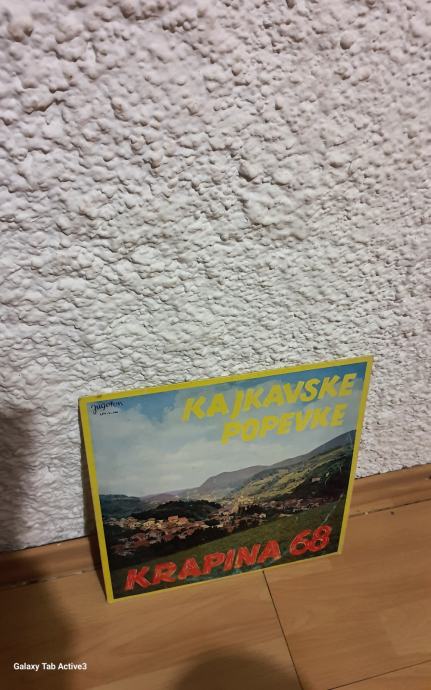 Jugoton
KAJKAVSKE
POPEVKE
KRAPINA 68
Galaxy Tab Active3